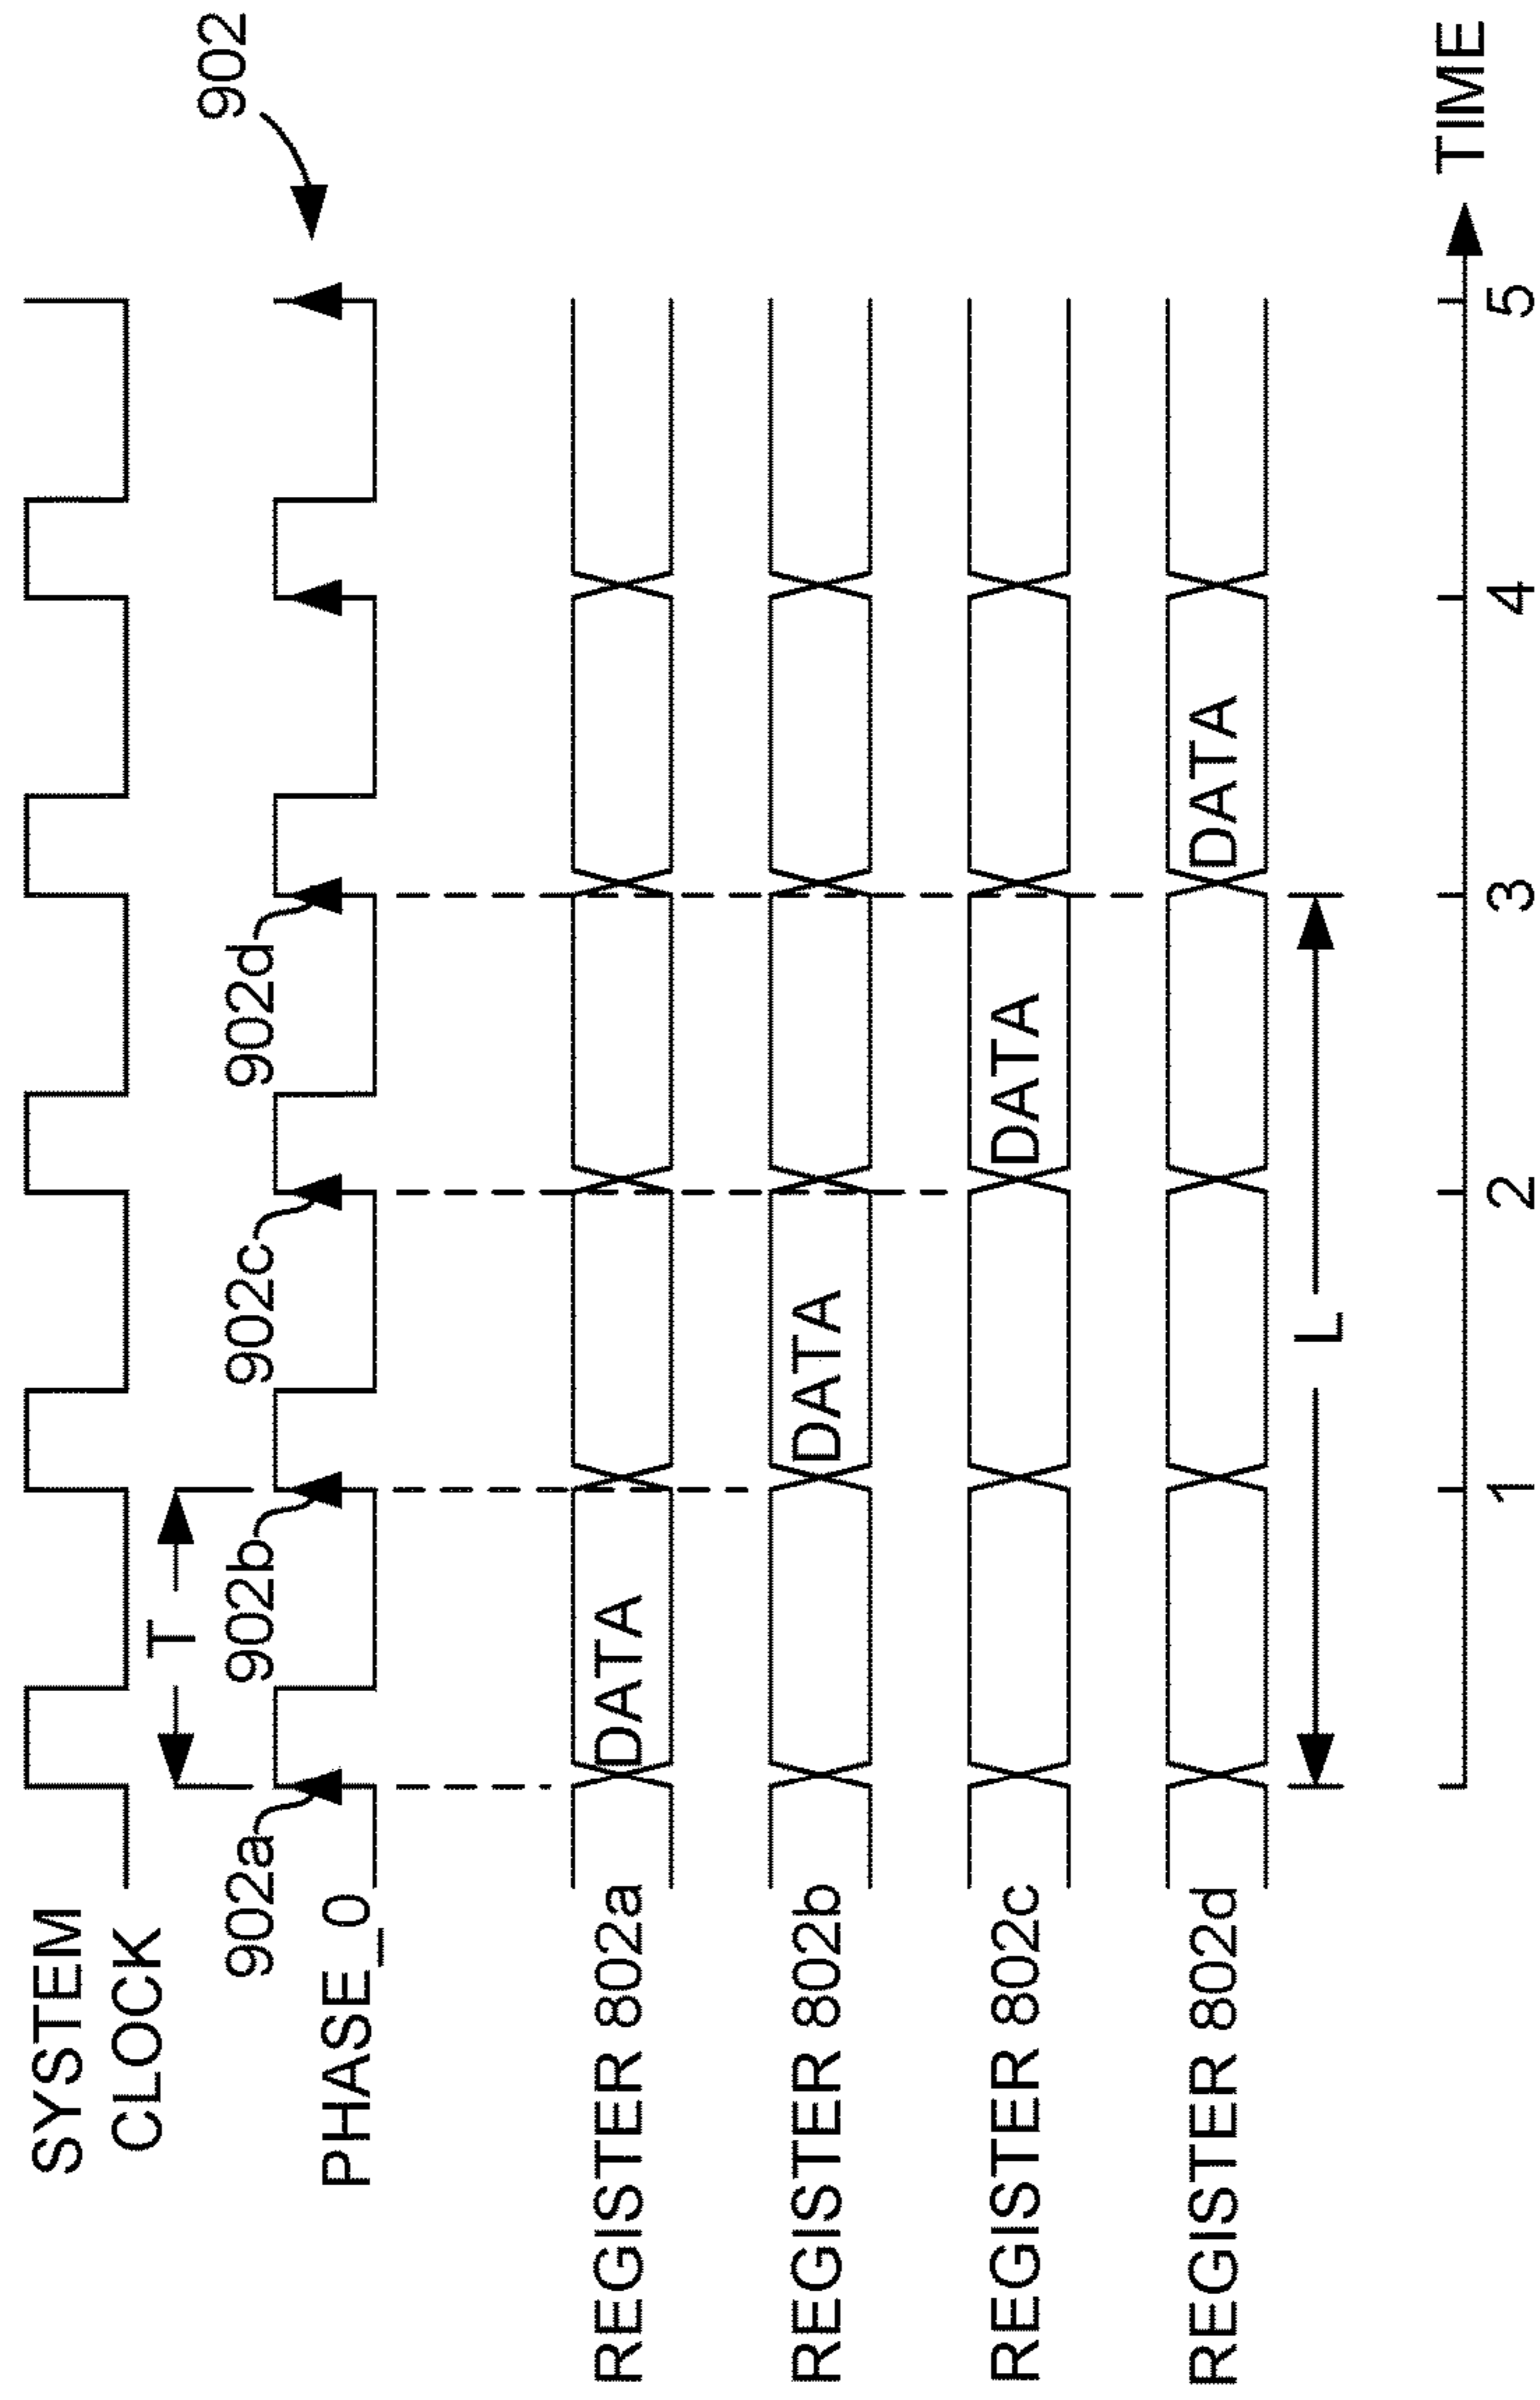 SYSTEM
CLOCK
T
902
902a
902b
902c
902d
PHASE_0
REGISTER 802a
DATA
REGISTER 802b
DATA
REGISTER 802c
DATA
REGISTER 802d
DATA
L
1
2
3
4
5
TIME